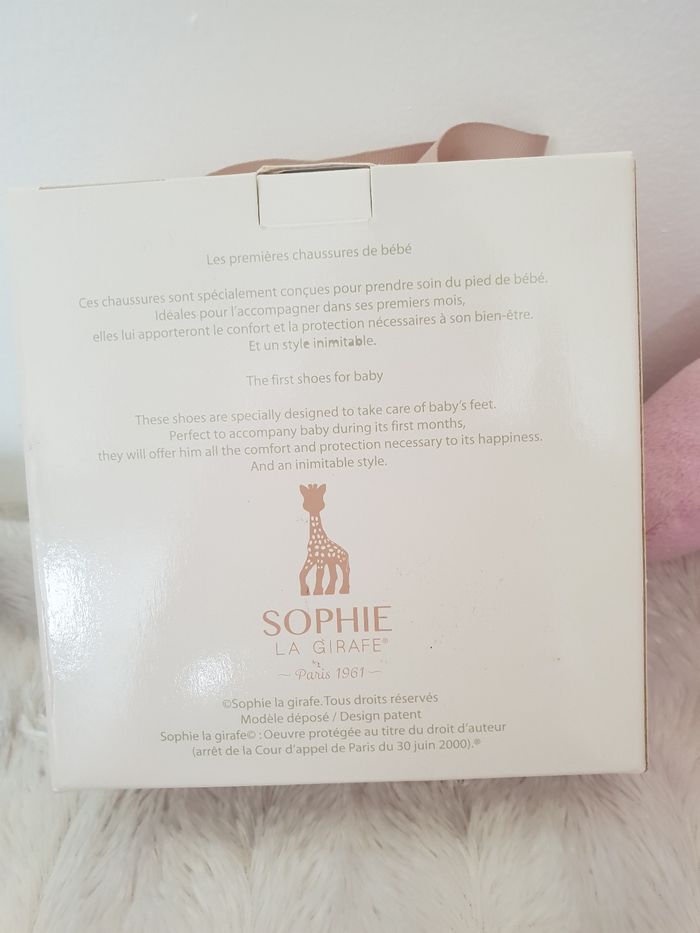 Les premières chaussures de bébé
Ces chaussures sont spécialement conçues pour prendre soin du pied de bébé.
Idéales pour l'accompagner dans ses premiers mois,
elles lui apporteront le confort et la protection nécessaires à son bien-être.
Et un style inimitable.
The first shoes for baby
These shoes are specially designed to take care of baby's feet.
Perfect to accompany baby during its first months,
they will offer him all the comfort and protection necessary to its happiness.
And an inimitable style.
SOPHIE
LA GIRAFE®
~ Paris 1961 ~
©Sophie la girafe.Tous droits réservés
Modèle déposé / Design patent
Sophie la girafe© : Oeuvre protégée au titre du droit d'auteur
(arrêt de la Cour d'appel de Paris du 30 juin 2000).®